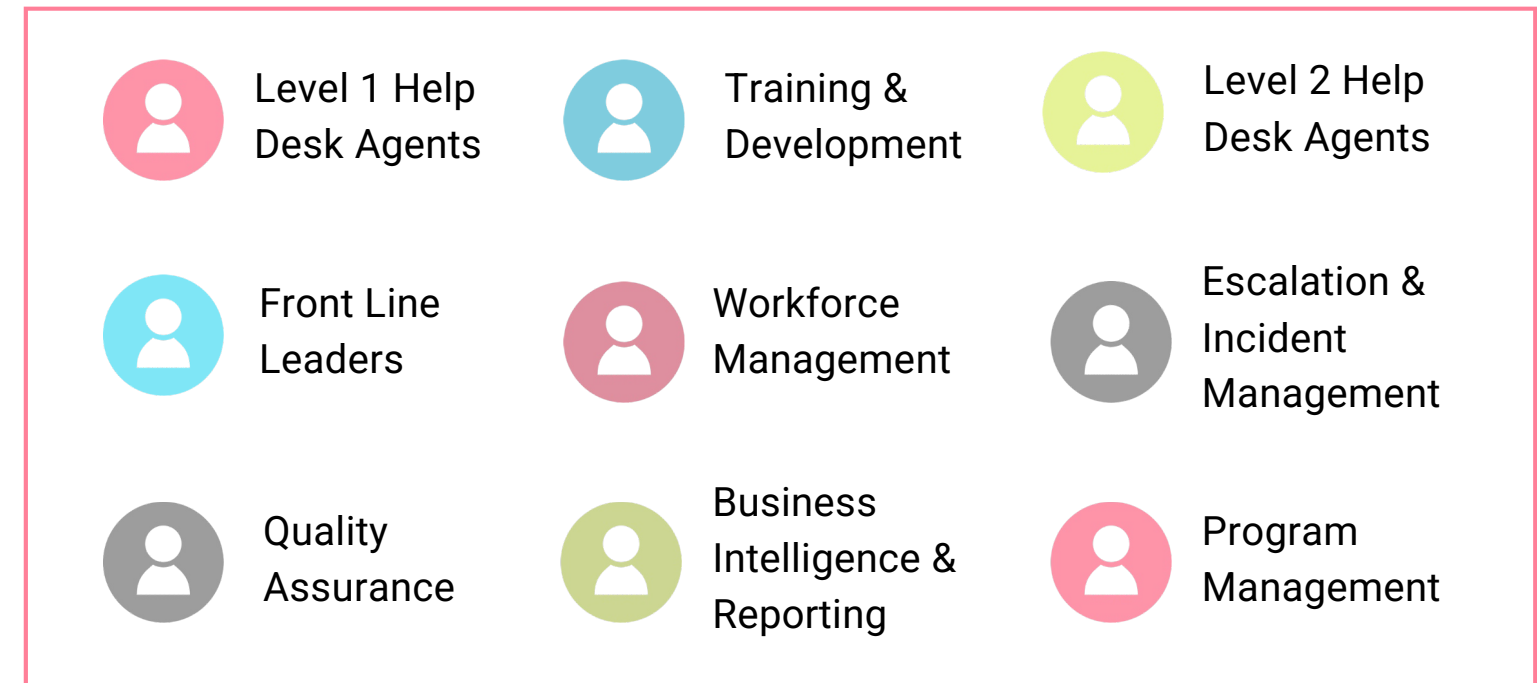 Level 1 Help
Desk Agents
Training &
Development
Level 2 Help
Desk Agents
Front Line
Leaders
Workforce
Management
Escalation &
Incident
Management
Quality
Assurance
Business
Intelligence &
Reporting
Program
Management